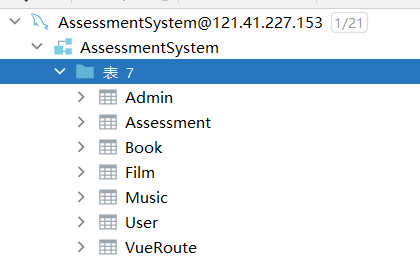 AssessmentSystem@121.41.227.153 1/21
AssessmentSystem
表 7
Admin
Assessment
Book
Film
Music
User
VueRoute